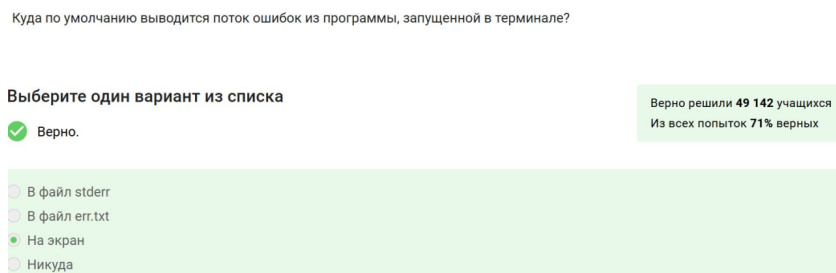 Куда по умолчанию выводится поток ошибок из программы, запущенной в терминале?
Выберите один вариант из списка
Верно.
Верно решили 49 142 учащихся
Из всех попыток 71% верных
В файл stderr
В файл err.txt
На экран
Никуда